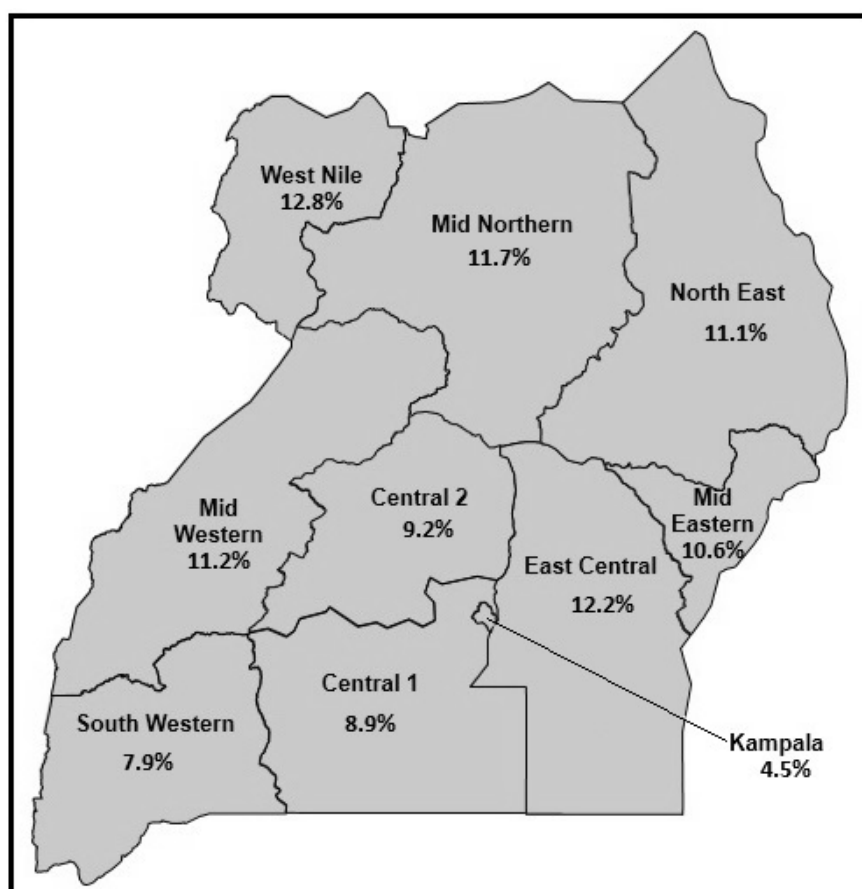 West Nile
12.8%
Mid Northern
11.7%
North East
11.1%
Mid
Western
11.2%
Central 2
9.2%
Mid
Eastern
10.6%
East Central
12.2%
Central 1
8.9%
South Western
7.9%
Kampala
4.5%